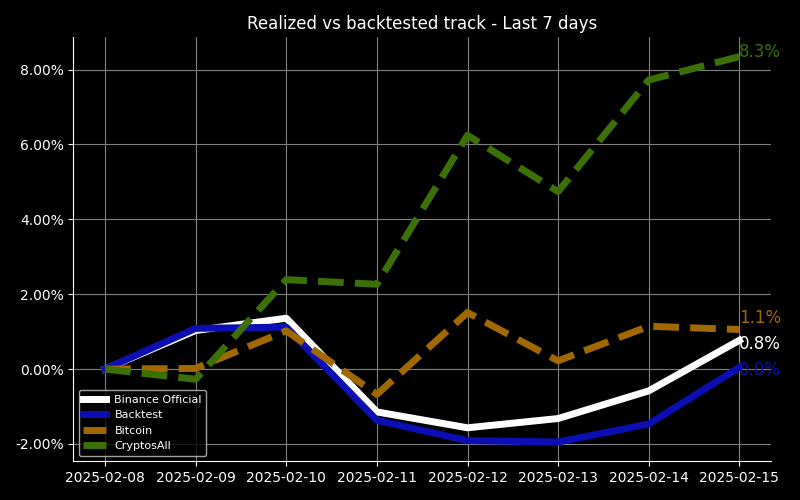 Realized vs backtested track - Last 7 days
8.00%
6.00%
4.00%
2.00%
0.00%
-2.00%
8.3%
1.1%
0.8%
0.0%
Binance Official
Backtest
Bitcoin
CryptosAll
2025-02-08 2025-02-09 2025-02-10 2025-02-11 2025-02-12 2025-02-13 2025-02-14 2025-02-15